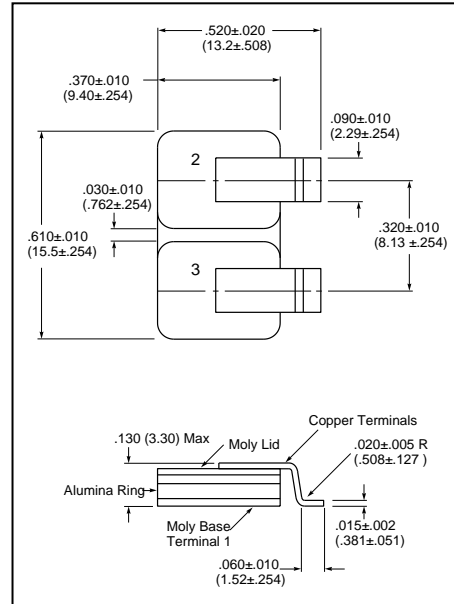 .520±.020
(13.2±.508)
.370±.010
(9.40±.254)
.090±.010
(2.29±.254)
2
.030±.010
(.762±.254)
.320±.010
(8.13 ±.254)
.610±.010
(15.5±.254)
3
Copper Terminals
.130 (3.30) Max
Moly Lid
.020±.005 R
(.508±.127 )
Alumina Ring
Moly Base
Terminal 1
.015±.002
(.381±.051)
.060±.010
(1.52±.254)